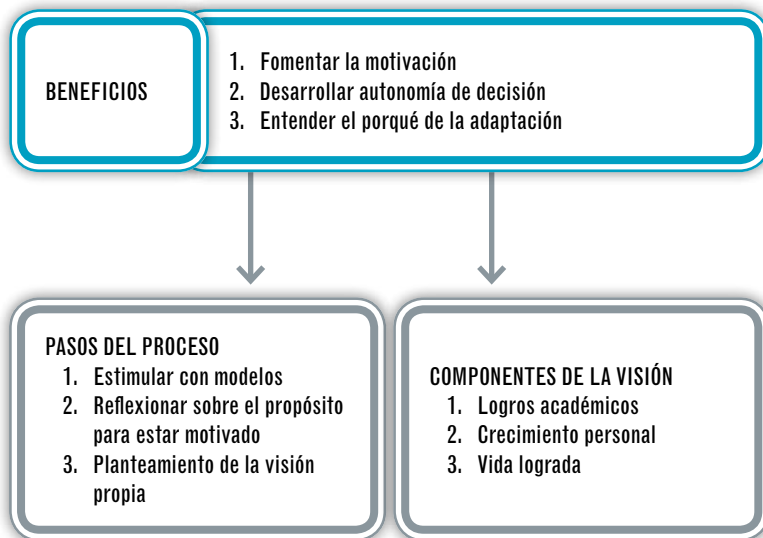 BENEFICIOS
1. Fomentar la motivación
2. Desarrollar autonomía de decisión
3. Entender el porqué de la adaptación
PASOS DEL PROCESO
1. Estimular con modelos
2. Reflexionar sobre el propósito
para estar motivado
3. Planteamiento de la visión
propia
COMPONENTES DE LA VISIÓN
1. Logros académicos
2. Crecimiento personal
3. Vida lograda